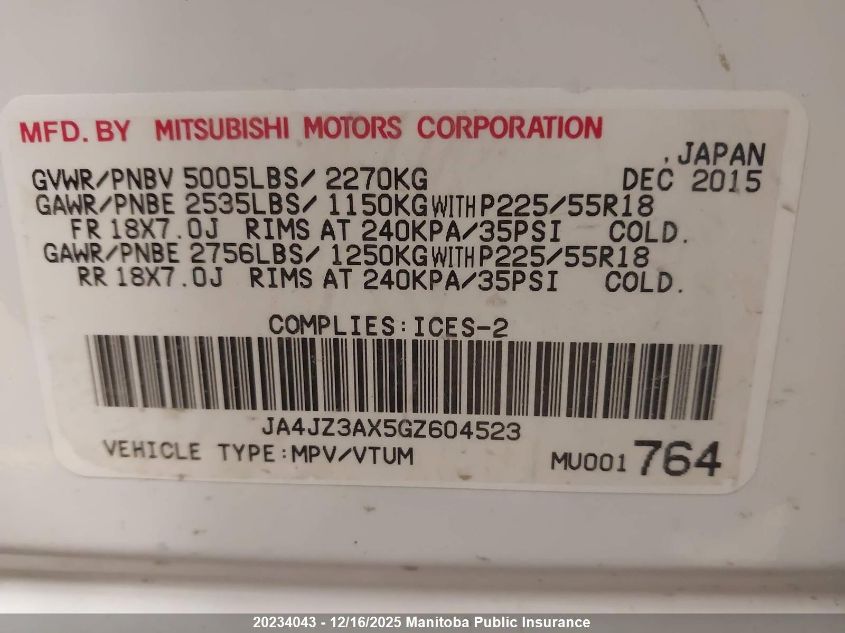 MFD. BY MITSUBISHI MOTORS CORPORATION
, JAPAN
GVWR/PNBV 5005LBS/ 2270KG DEC 2015
GAWR/PNBE 2535LBS/ 1150KG WITH P225/55R18
FR 18X7.0J RIMS AT 240KPA/35PSI COLD.
GAWR/PNBE 2756LBS/ 1250KG WITH P225/55R18
RR 18X7.0J RIMS AT 240KPA/35PSI COLD.
COMPLIES:ICES-2
JA4JZ3AX5GZ604523
VEHICLE TYPE:MPV/VTUM MU001 764
20234043 - 12/16/2025 Manitoba Public Insurance